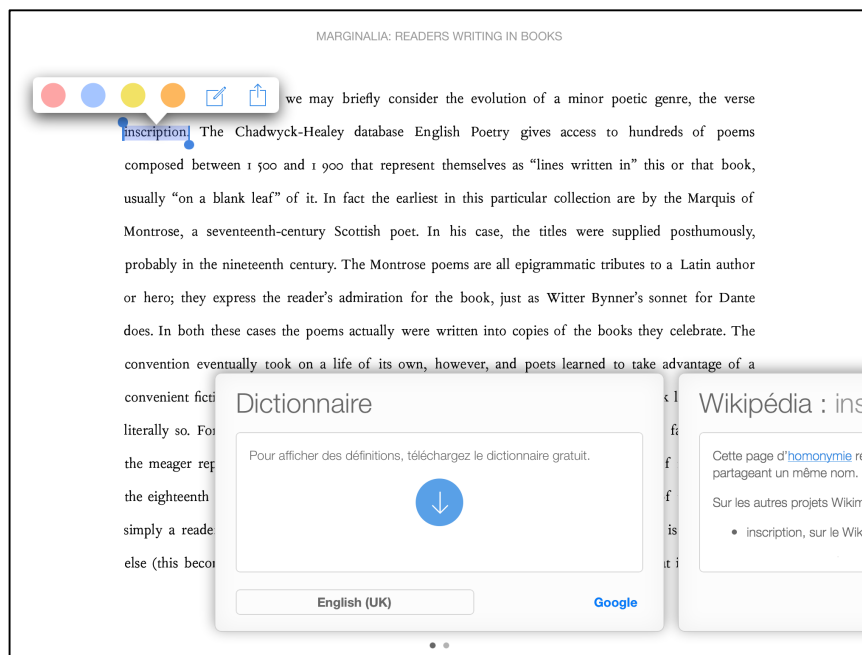 MARGINALIA: READERS WRITING IN BOOKS
we may briefly consider the evolution of a minor poetic genre, the verse
inscription. The Chadwyck-Healey database English Poetry gives access to hundreds of poems
composed between 1 500 and 1 900 that represent themselves as “lines written in” this or that book,
usually “on a blank leaf” of it. In fact the earliest in this particular collection are by the Marquis of
Montrose, a seventeenth-century Scottish poet. In his case, the titles were supplied posthumously,
probably in the nineteenth century. The Montrose poems are all epigrammatic tributes to a Latin author
or hero; they express the reader’s admiration for the book, just as Witter Bynner’s sonnet for Dante
does. In both these cases the poems actually were written into copies of the books they celebrate. The
convention eventually took on a life of its own, however, and poets learned to take advantage of a
convenient
literally so.
the meager
the eighteenth
simply a
else (this
Dictionnaire
Pour afficher des définitions, téléchargez le dictionnaire gratuit.
English (UK)
Google
Wikipédia : ins
Cette page d'homonymie
partageant un même nom.
Sur les autres projets
• inscription, sur le